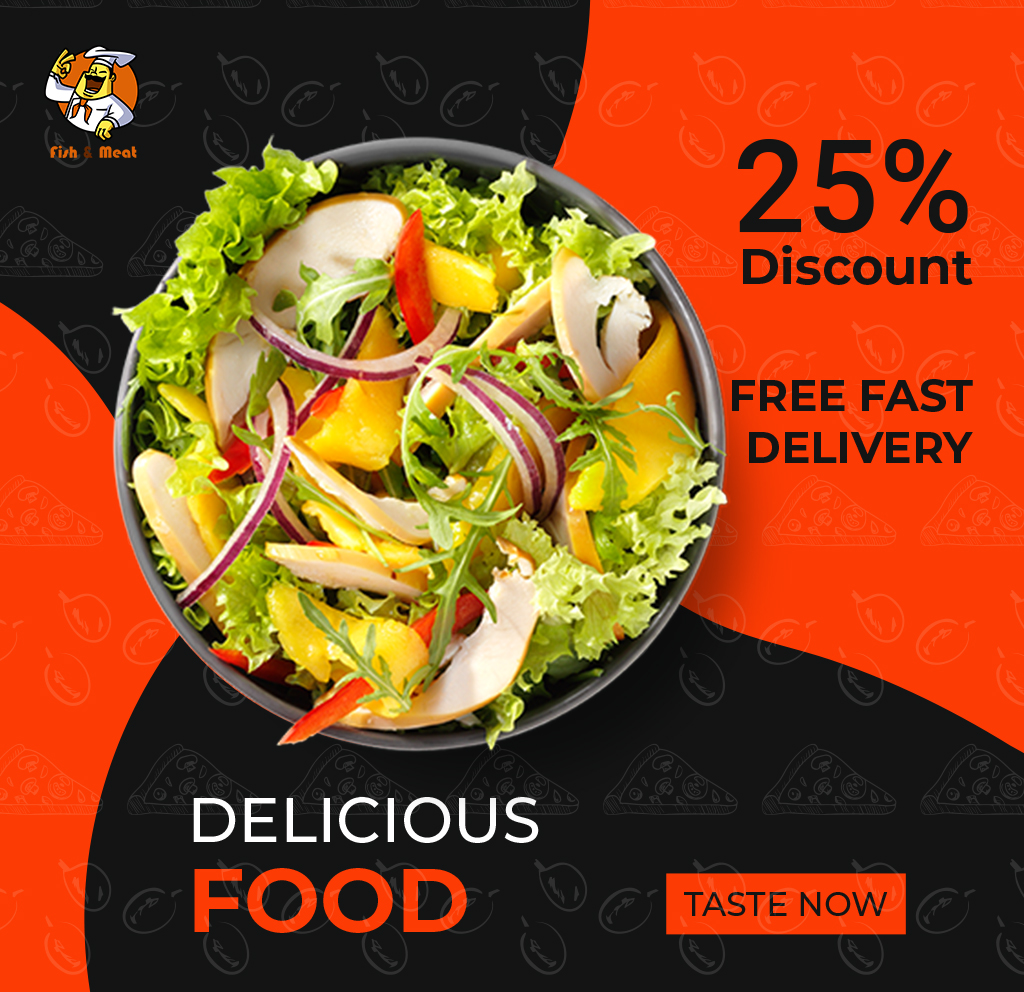 Fish & Meat
25%
Discount
FREE FAST
DELIVERY
DELICIOUS
FOOD
TASTE NOW